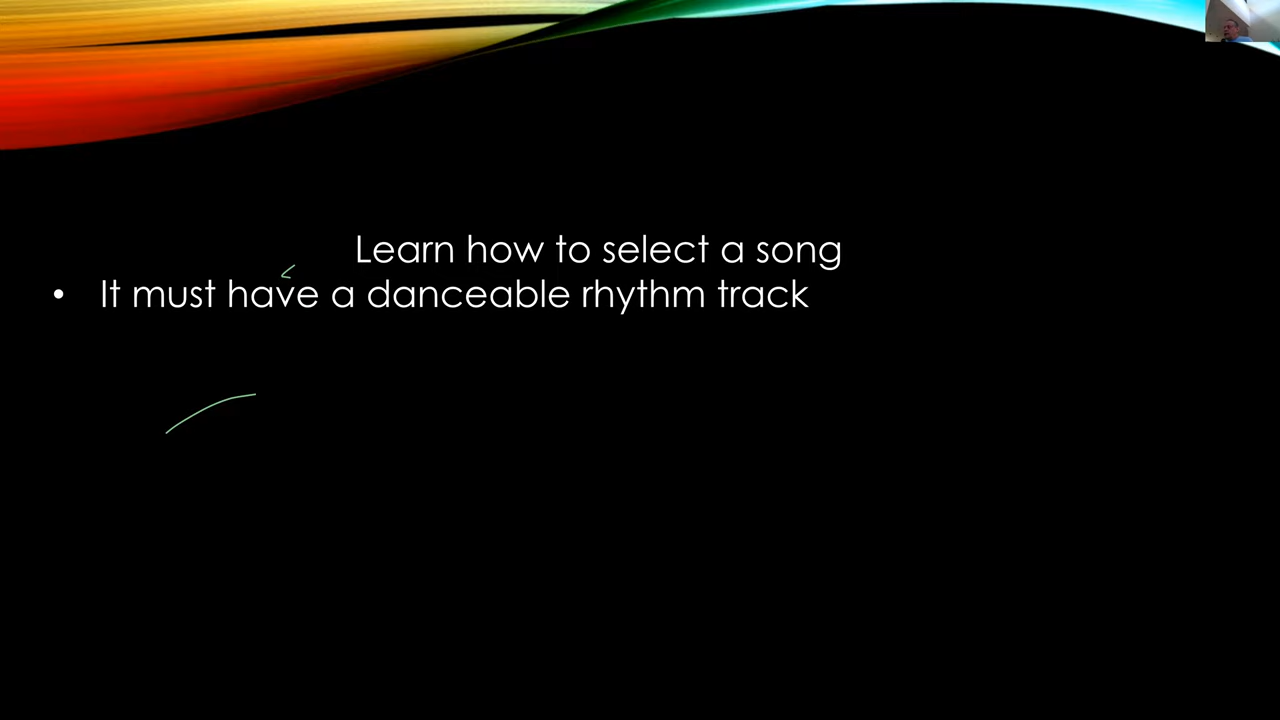 Learn how to select a song
• It must have a danceable rhythm track